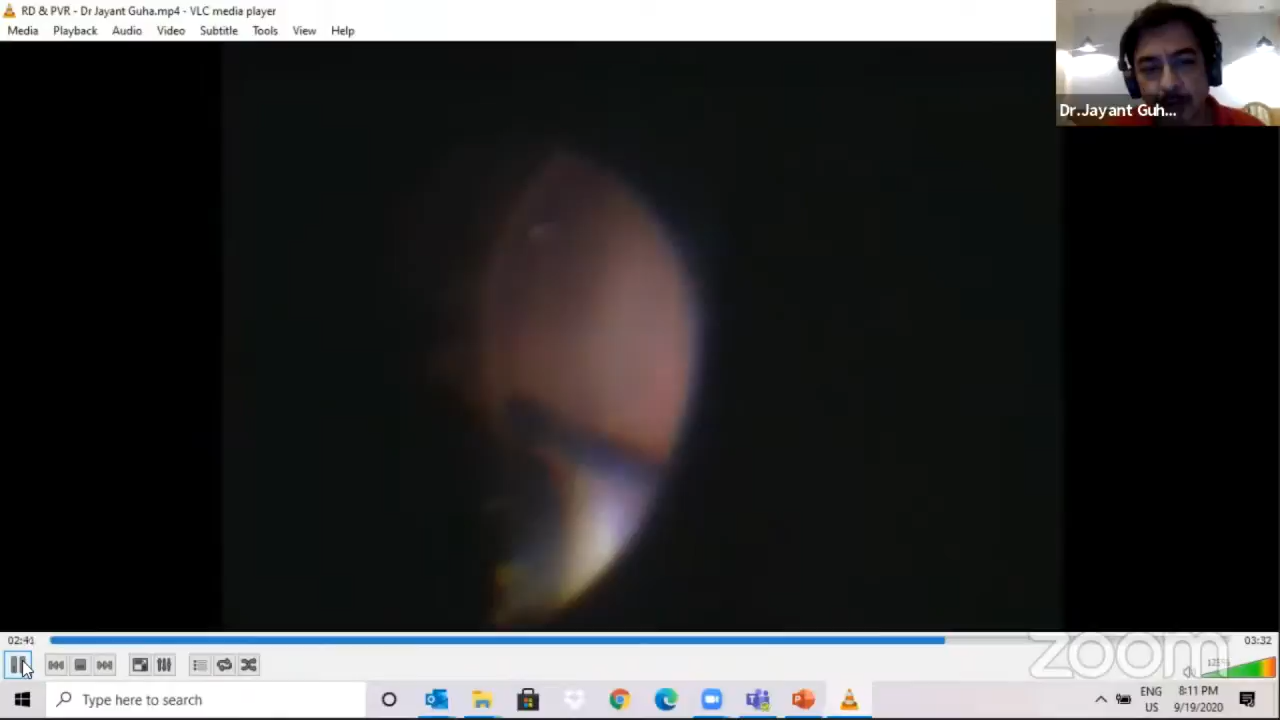 RD & PVR - Dr Jayant Guha.mp4 - VLC media player
Media Playback Audio Video Subtitle Tools View Help
Dr.Jayant Guh...
02:41
03:32
zoom
125%
Type here to search
ENG
US
8:11 PM
9/19/2020